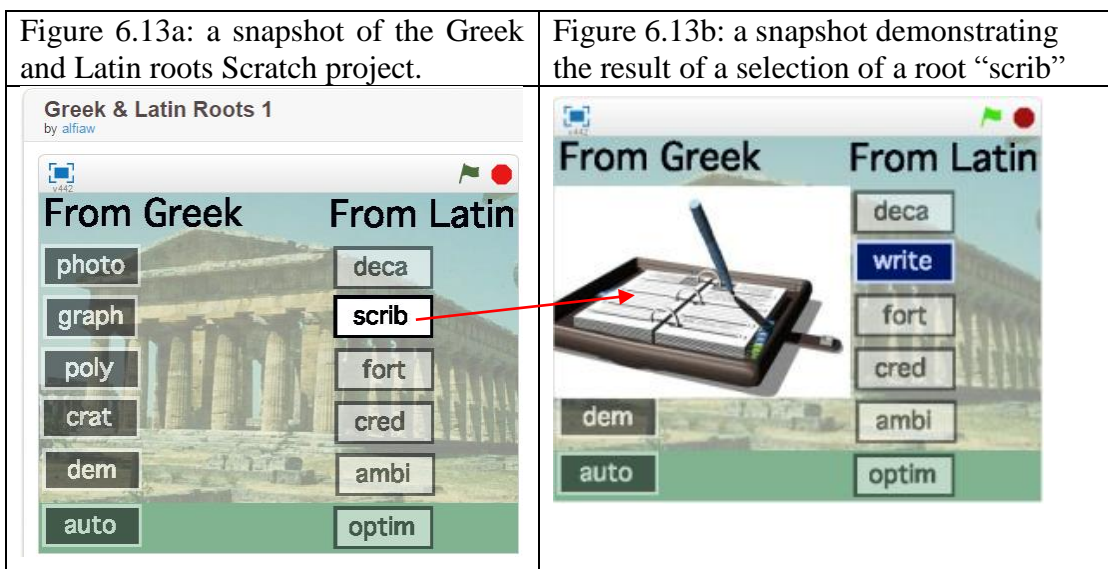 Figure 6.13a: a snapshot of the Greek
and Latin roots Scratch project.
Greek & Latin Roots 1
by alfiaw
v442
From Greek
From Latin
photo
deca
graph
scrib
poly
fort
crat
cred
dem
ambi
auto
optim
Figure 6.13b: a snapshot demonstrating
the result of a selection of a root “scrib”
v442
From Greek
From Latin
deca
write
fort
cred
dem
ambi
auto
optim